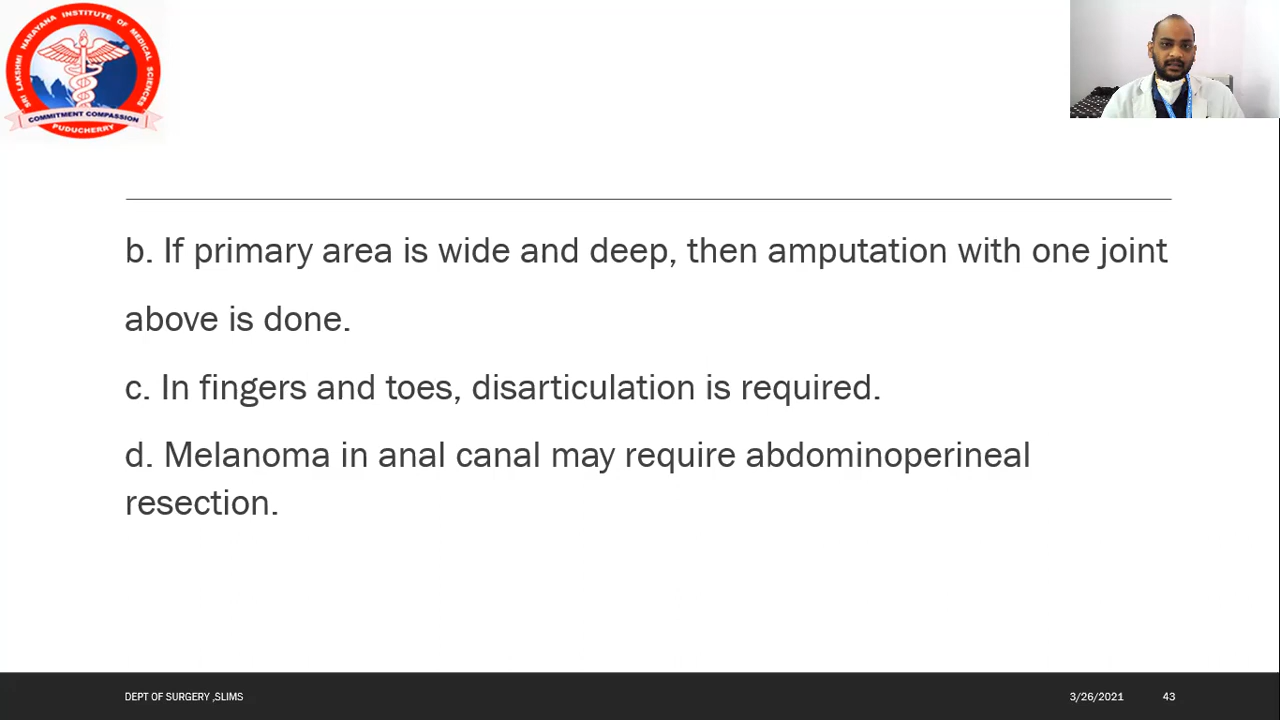 SRI LAKSHMI NARAYANA INSTITUTE OF MEDICAL SCIENCES
COMMITMENT COMPASSION
PUDUCHERRY
b. If primary area is wide and deep, then amputation with one joint
above is done.
c. In fingers and toes, disarticulation is required.
d. Melanoma in anal canal may require abdominoperineal
resection.
DEPT OF SURGERY ,SLIMS
3/26/2021
43